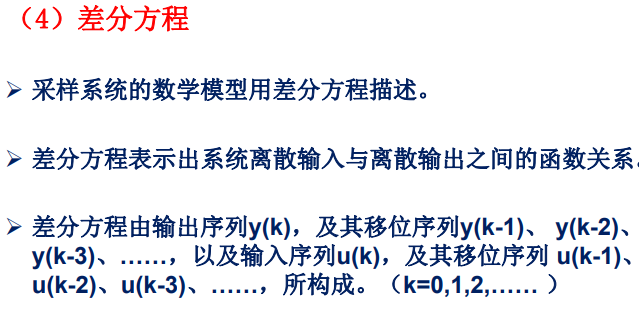 （4）差分方程
➢ 采样系统的数学模型用差分方程描述。
➢ 差分方程表示出系统离散输入与离散输出之间的函数关系。
➢ 差分方程由输出序列y(k)，及其移位序列y(k-1)、 y(k-2)、
y(k-3)、……，以及输入序列u(k)，及其移位序列 u(k-1)、
u(k-2)、u(k-3)、……，所构成。（k=0,1,2,…… ）